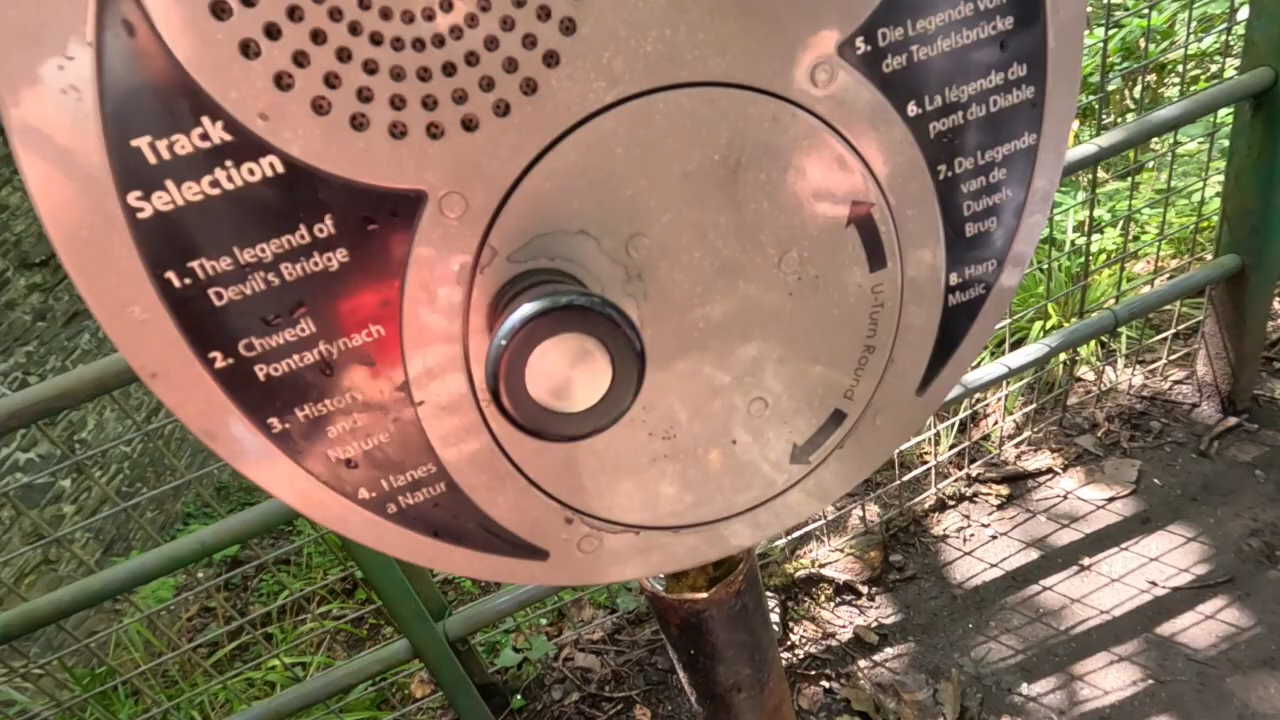 Track
Selection
1. The legend of
Devil's Bridge
2. Chwedl
Pontarfynach
3. History
and
Nature
4. Hanes
a Natur
5. Die Legende von
der Teufelsbrücke
6. La légende du
pont du Diable
7. De Legende
van de
Duivels
Brug
8. Harp
Music
U-Turn Round